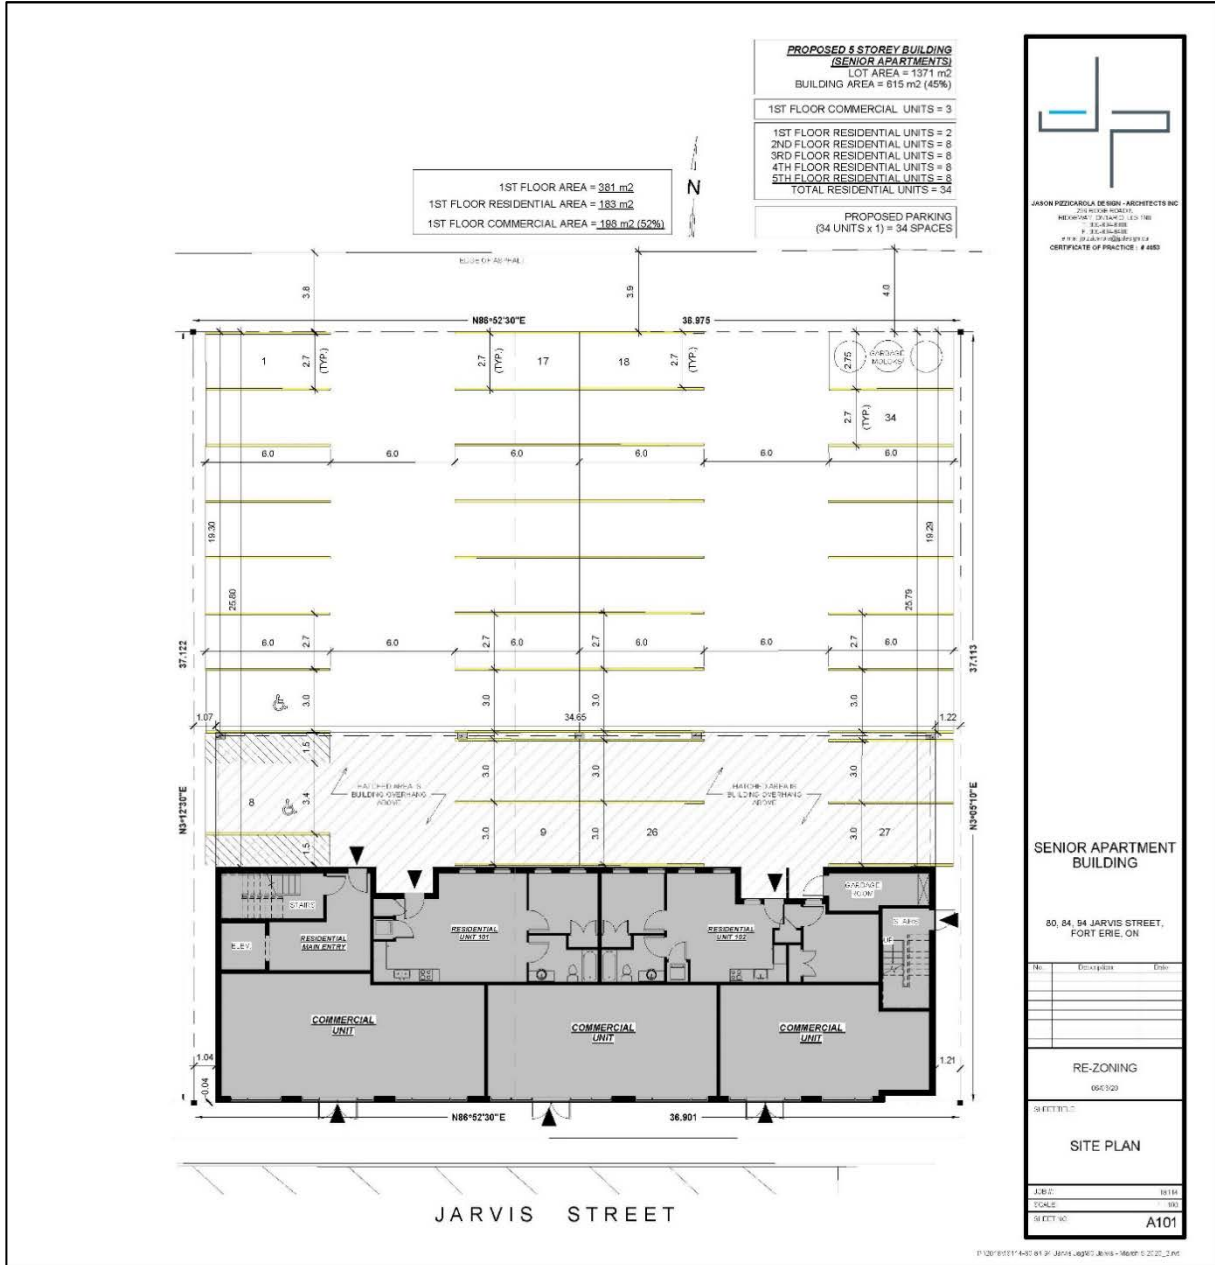 PROPOSED 5 STOREY BUILDING
(SENIOR APARTMENTS)
LOT AREA = 1371 m2
BUILDING AREA = 615 m2 (45%)
1ST FLOOR COMMERCIAL UNITS = 3
1ST FLOOR RESIDENTIAL UNITS = 2
2ND FLOOR RESIDENTIAL UNITS = 8
3RD FLOOR RESIDENTIAL UNITS = 8
4TH FLOOR RESIDENTIAL UNITS = 8
5TH FLOOR RESIDENTIAL UNITS = 8
TOTAL RESIDENTIAL UNITS = 34
PROPOSED PARKING
(34 UNITS x 1) = 34 SPACES
1ST FLOOR AREA = 381 m2
1ST FLOOR RESIDENTIAL AREA = 183 m2
1ST FLOOR COMMERCIAL AREA = 198 m2 (52%)
N
EDGE OF ASPHALT
3.8
3.9
4.0
N86°52'30"E
36.975
1
2.7
(TYP.)
2.7
(TYP.)
17
18
2.7
(TYP.)
2.75
GARBAGE
MOLOKS
2.7
(TYP.)
34
6.0
6.0
6.0
6.0
6.0
6.0
19.30
19.29
25.80
25.79
37.122
37.113
6.0
2.7
6.0
2.7
6.0
2.7
6.0
6.0
2.7
6.0
3.0
3.0
3.0
3.0
1.07
34.65
1.22
1.5
3.0
3.0
3.0
HATCHED AREA IS
BUILDING OVERHANG
ABOVE
HATCHED AREA IS
BUILDING OVERHANG
ABOVE
8
3.4
N3°12'30"E
N3°05'10"E
1.5
3.0
9
3.0
26
3.0
27
STAIRS
ELEV.
RESIDENTIAL
MAIN ENTRY
RESIDENTIAL
UNIT 101
RESIDENTIAL
UNIT 102
GARBAGE
ROOM
STAIRS
UP
COMMERCIAL
UNIT
COMMERCIAL
UNIT
COMMERCIAL
UNIT
1.04
0.04
1.21
N86°52'30"E
36.901
JARVIS STREET
JASON PIZZICAROLA DESIGN - ARCHITECTS INC
CERTIFICATE OF PRACTICE : # 4953
SENIOR APARTMENT
BUILDING
80, 84, 94 JARVIS STREET,
FORT ERIE, ON
No. Description Date
RE-ZONING
SHEET TITLE
SITE PLAN
JOB #:
SCALE
SHEET NO.
A101